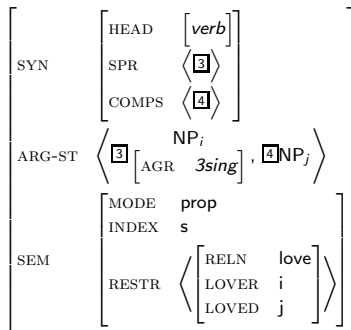 HEAD [verb]
SYN SPR ⟨ 3 ⟩
COMPS ⟨ 4 ⟩
NPi
ARG-ST ⟨ 3 [AGR 3sing] , 4 NPj ⟩
MODE prop
INDEX s
SEM RELN love
RESTR ⟨ LOVER i ⟩
LOVED j